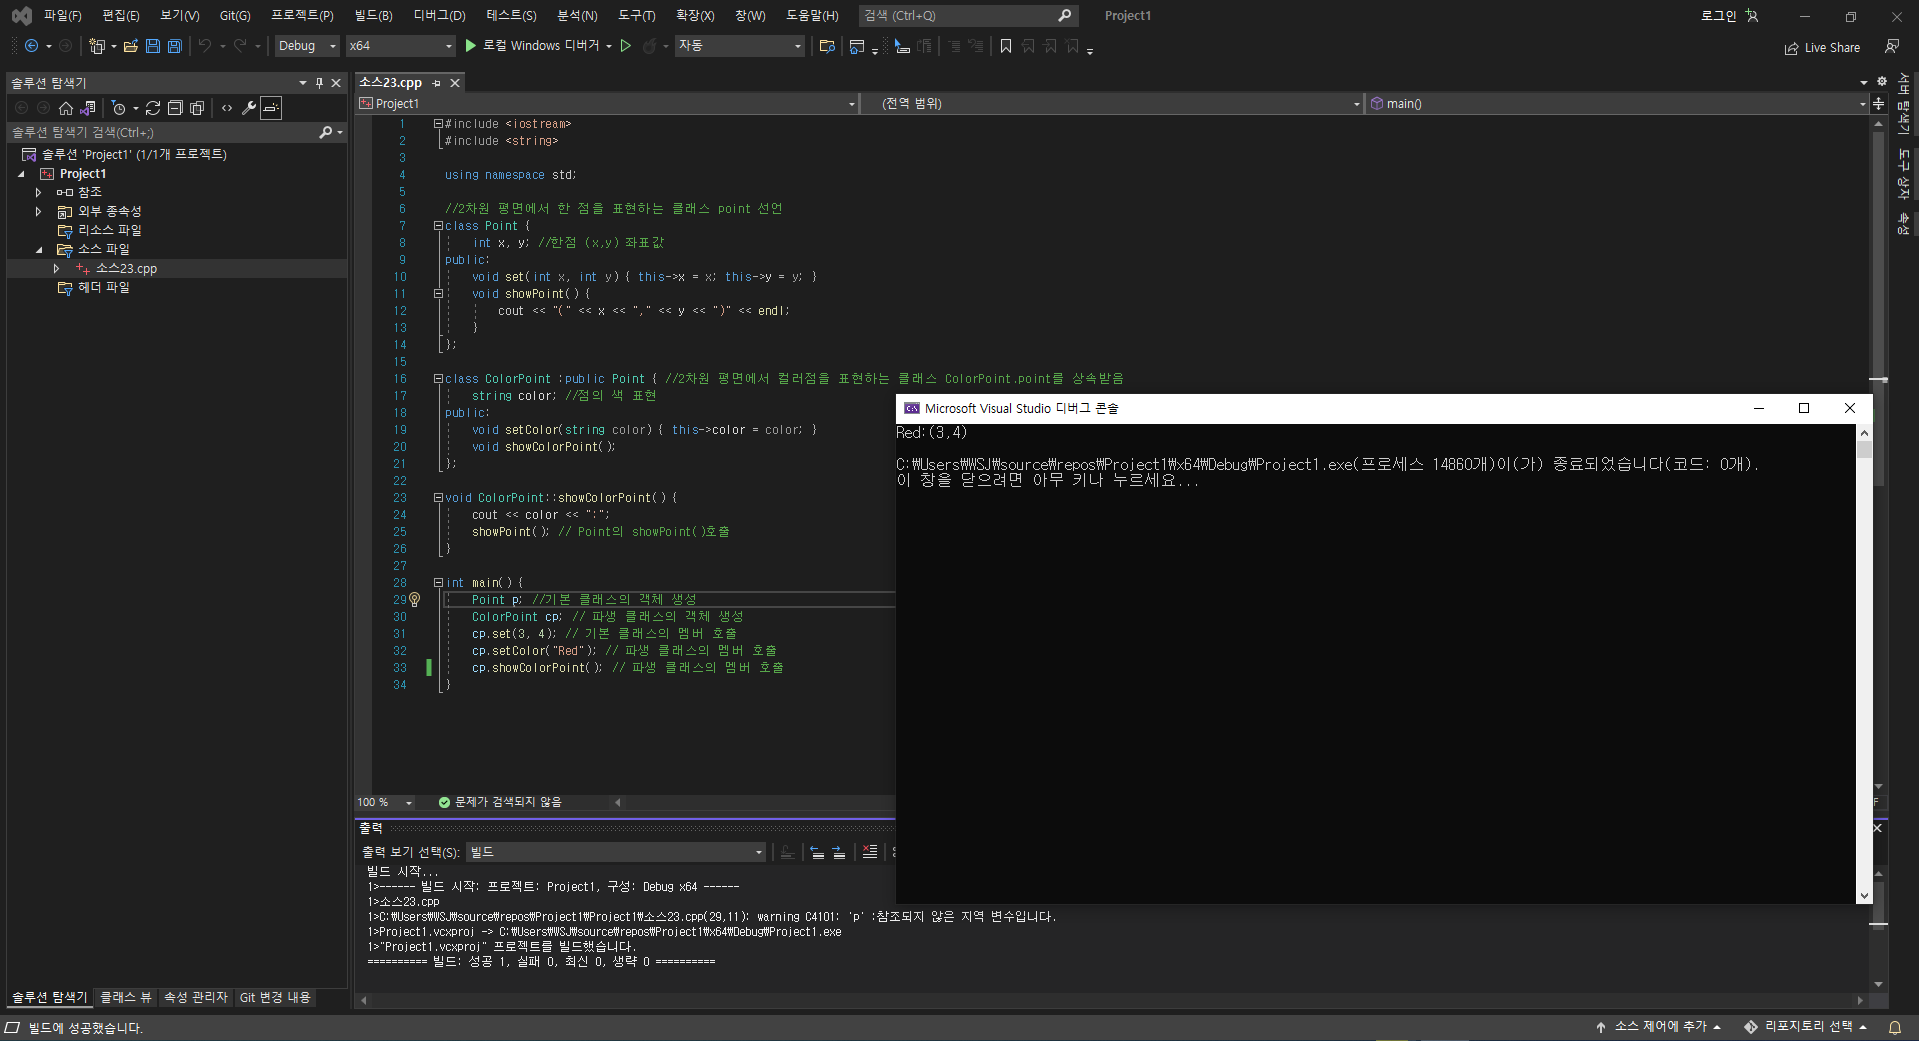 파일(F) 편집(E) 보기(V) Git(G) 프로젝트(P) 빌드(B) 디버그(D) 테스트(S) 분석(N) 도구(T) 확장(X) 창(W) 도움말(H) 검색 (Ctrl+Q) Project1 로그인
Debug x64 로컬 Windows 디버거 자동 Live Share
솔루션 탐색기
솔루션 탐색기 검색(Ctrl+;)
솔루션 'Project1' (1/1개 프로젝트)
Project1
참조
외부 종속성
리소스 파일
소스 파일
소스23.cpp
헤더 파일
솔루션 탐색기 클래스 뷰 속성 관리자 Git 변경 내용
소스23.cpp
Project1 (전역 범위) main()
1 #include <iostream>
2 #include <string>
3
4 using namespace std;
5
6 //2차원 평면에서 한 점을 표현하는 클래스 point 선언
7 class Point {
8 int x, y; //한점 (x,y) 좌표값
9 public:
10 void set(int x, int y) { this->x = x; this->y = y; }
11 void showPoint() {
12 cout << "(" << x << "," << y << ")" << endl;
13 }
14 };
15
16 class ColorPoint :public Point { //2차원 평면에서 컬러점을 표현하는 클래스 ColorPoint.point를 상속받음
17 string color; //점의 색 표현
18 public:
19 void setColor(string color) { this->color = color; }
20 void showColorPoint();
21 };
22
23 void ColorPoint::showColorPoint() {
24 cout << color << ":";
25 showPoint(); // Point의 showPoint()호출
26 }
27
28 int main() {
29 Point p; //기본 클래스의 객체 생성
30 ColorPoint cp; // 파생 클래스의 객체 생성
31 cp.set(3, 4); // 기본 클래스의 멤버 호출
32 cp.setColor("Red"); // 파생 클래스의 멤버 호출
33 cp.showColorPoint(); // 파생 클래스의 멤버 호출
34 }
100 % 문제가 검색되지 않음
Microsoft Visual Studio 디버그 콘솔
Red:(3,4)
C:\Users\WSJ\source\repos\Project1\x64\Debug\Project1.exe(프로세스 14860개)이(가) 종료되었습니다(코드: 0개).
이 창을 닫으려면 아무 키나 누르세요...
출력
출력 보기 선택(S): 빌드
빌드 시작...
1>------ 빌드 시작: 프로젝트: Project1, 구성: Debug x64 ------
1>소스23.cpp
1>C:\Users\WSJ\source\repos\Project1\Project1\소스23.cpp(29,11): warning C4101: 'p' :참조되지 않은 지역 변수입니다.
1>Project1.vcxproj -> C:\Users\WSJ\source\repos\Project1\x64\Debug\Project1.exe
1>"Project1.vcxproj" 프로젝트를 빌드했습니다.
========== 빌드: 성공 1, 실패 0, 최신 0, 생략 0 ==========
서버 탐색기
도구 상자
속성
빌드에 성공했습니다. 소스 제어에 추가 리포지토리 선택